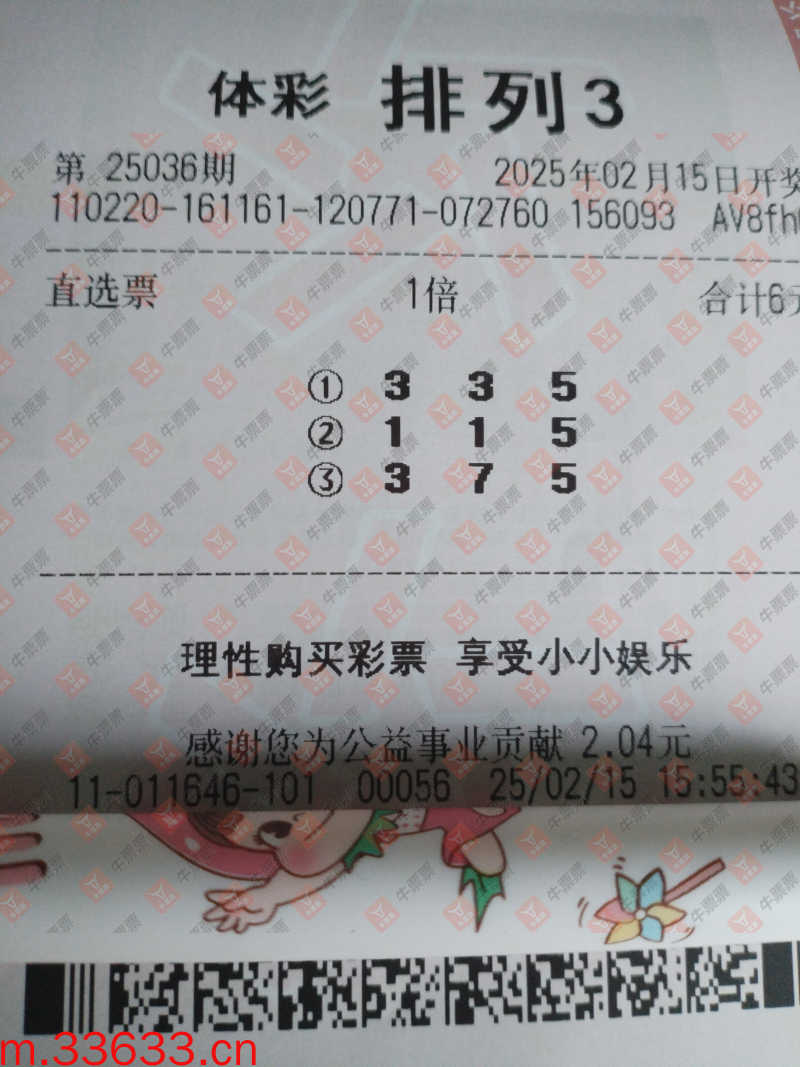 体彩 排列3
第 25036期 2025年02月15日开奖
110220-161161-120771-072760 156093 AV8fh
直选票 1倍 合计6元
① 3 3 5
② 1 1 5
③ 3 7 5
理性购买彩票 享受小小娱乐
感谢您为公益事业贡献 2.04元
11-011646-101 00056 25/02/15 15:55:43
牛票票
m.33633.cn